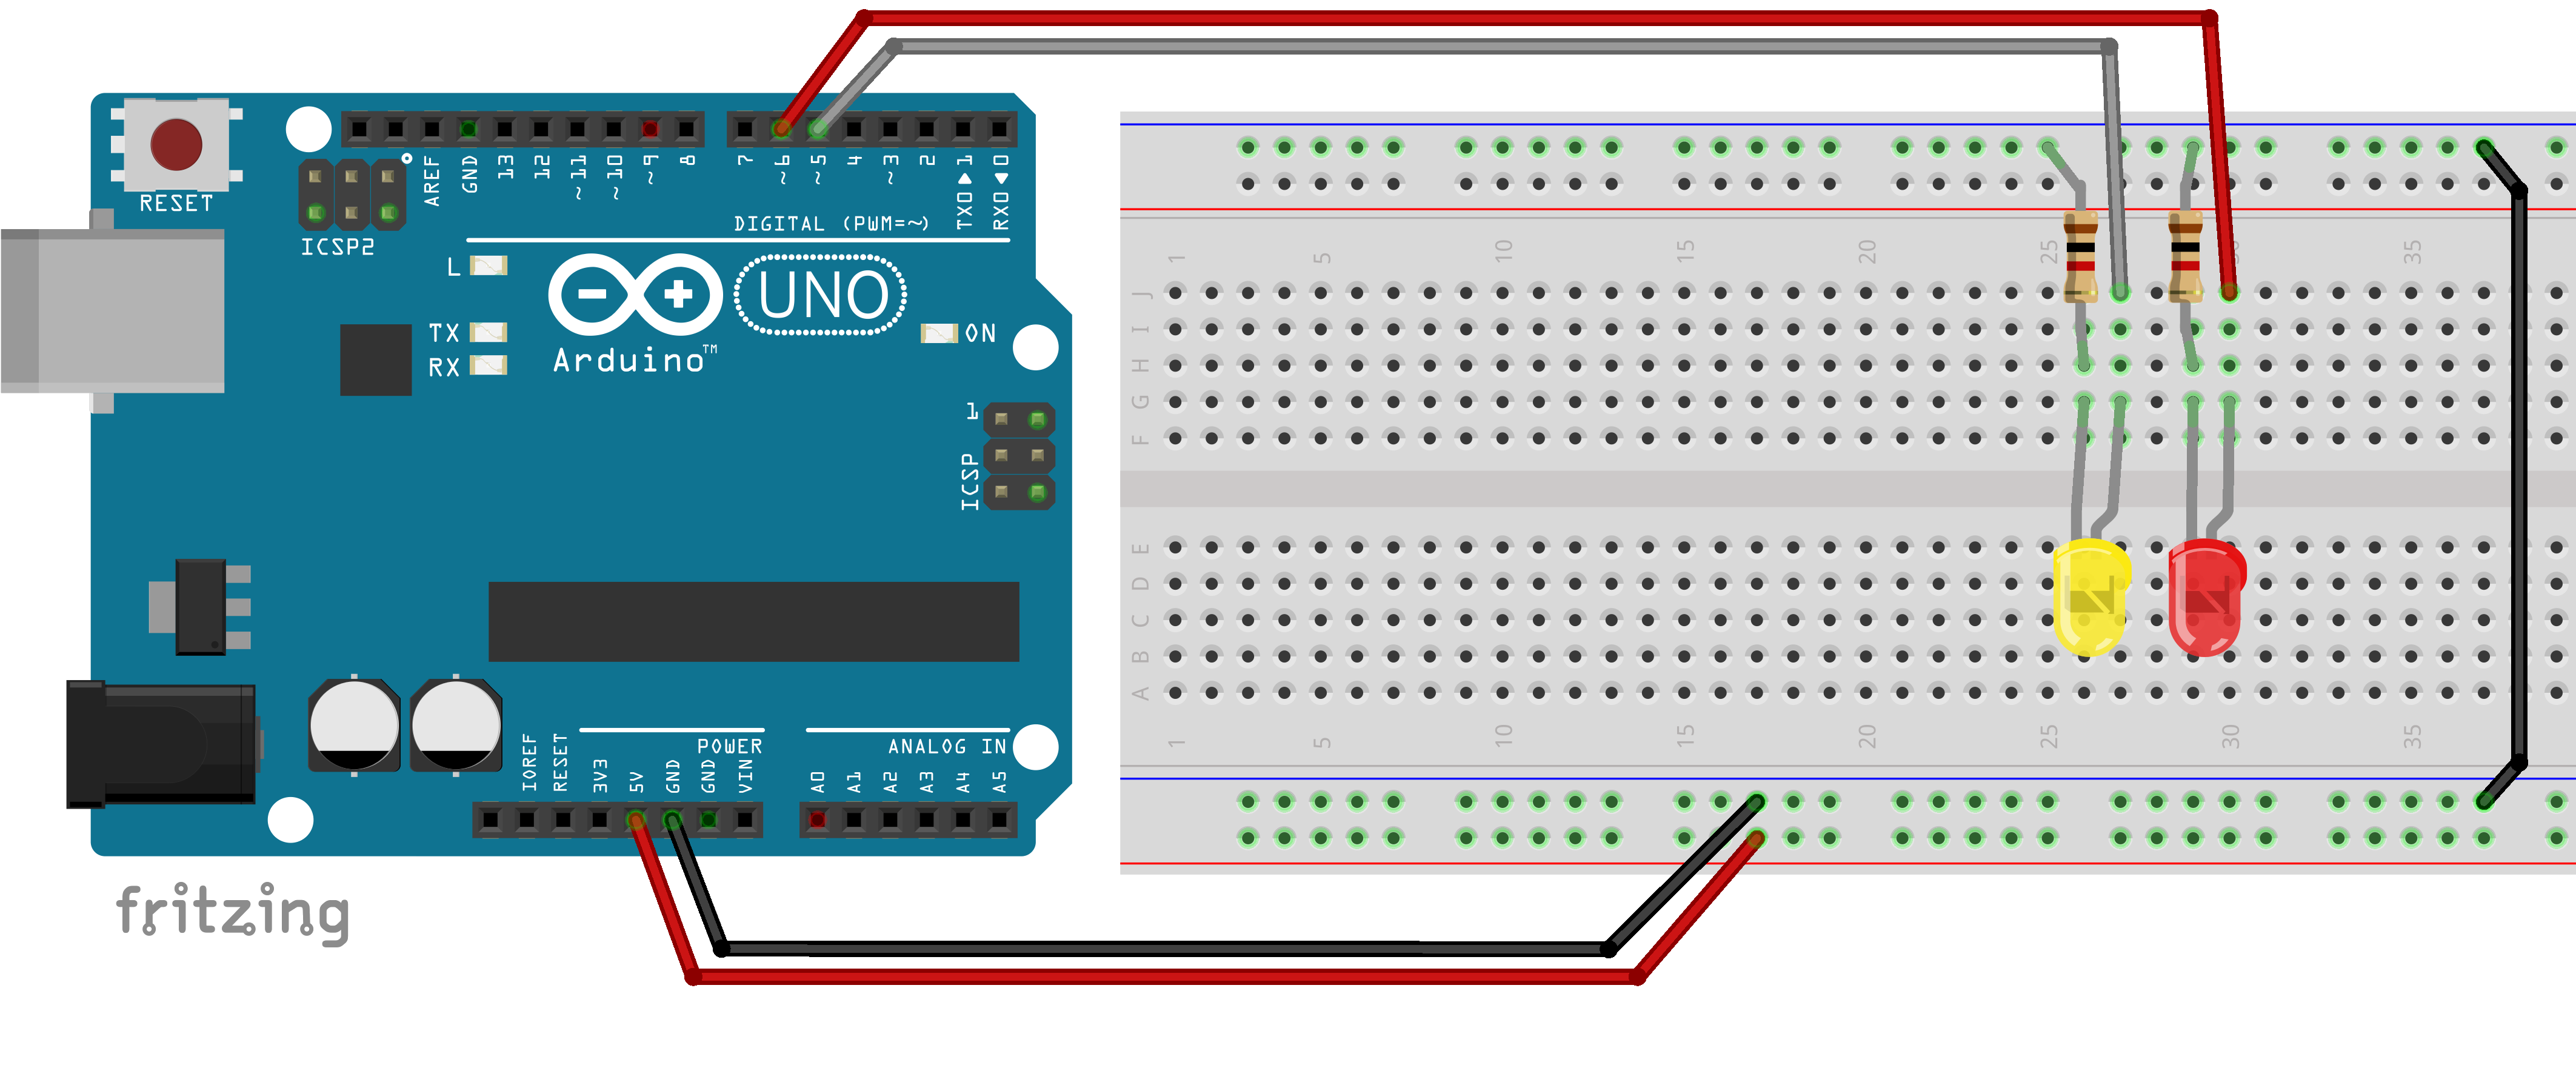 AREF
GND
13
12
~11
~10
~9
8
7
~6
~5
4
~3
2
TX0▶1
RX0◀0
RESET
ICSP2
DIGITAL (PWM=~)
L
TX
RX
UNO
Arduino™
ON
1
ICSP
1 5 10 15 20 25 30 35
J
I
H
G
F
E
D
C
B
A
1 5 10 15 20 25 30 35
POWER
ANALOG IN
IOREF
RESET
3V3
5V
GND
GND
VIN
A0
A1
A2
A3
A4
A5
fritzing